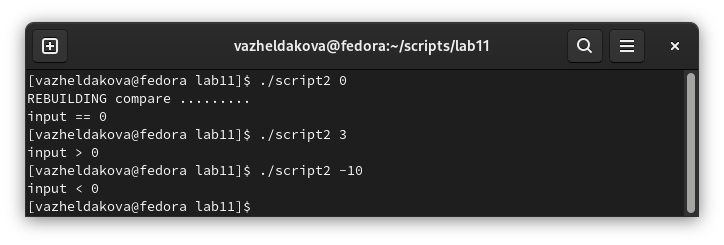 vazheldakova@fedora:~/scripts/lab11
[vazheldakova@fedora lab11]$ ./script2 0
REBUILDING compare .........
input == 0
[vazheldakova@fedora lab11]$ ./script2 3
input > 0
[vazheldakova@fedora lab11]$ ./script2 -10
input < 0
[vazheldakova@fedora lab11]$